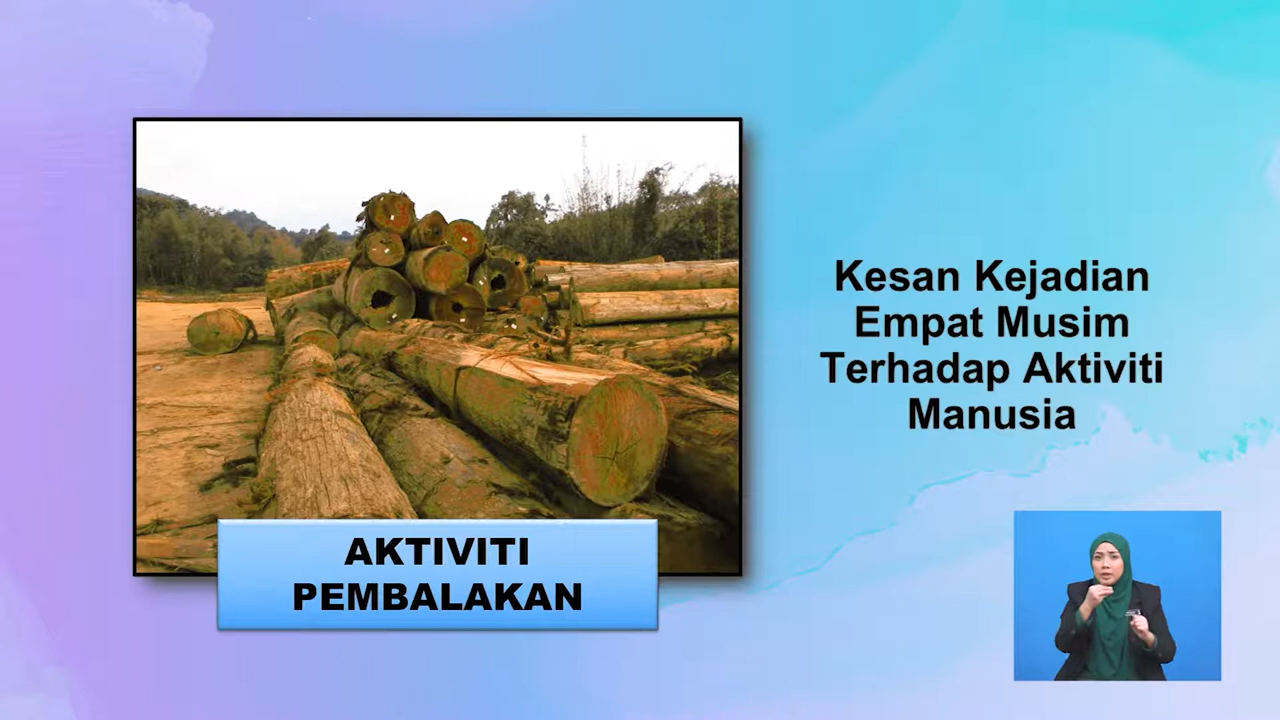 Kesan Kejadian
Empat Musim
Terhadap Aktiviti
Manusia
AKTIVITI
PEMBALAKAN